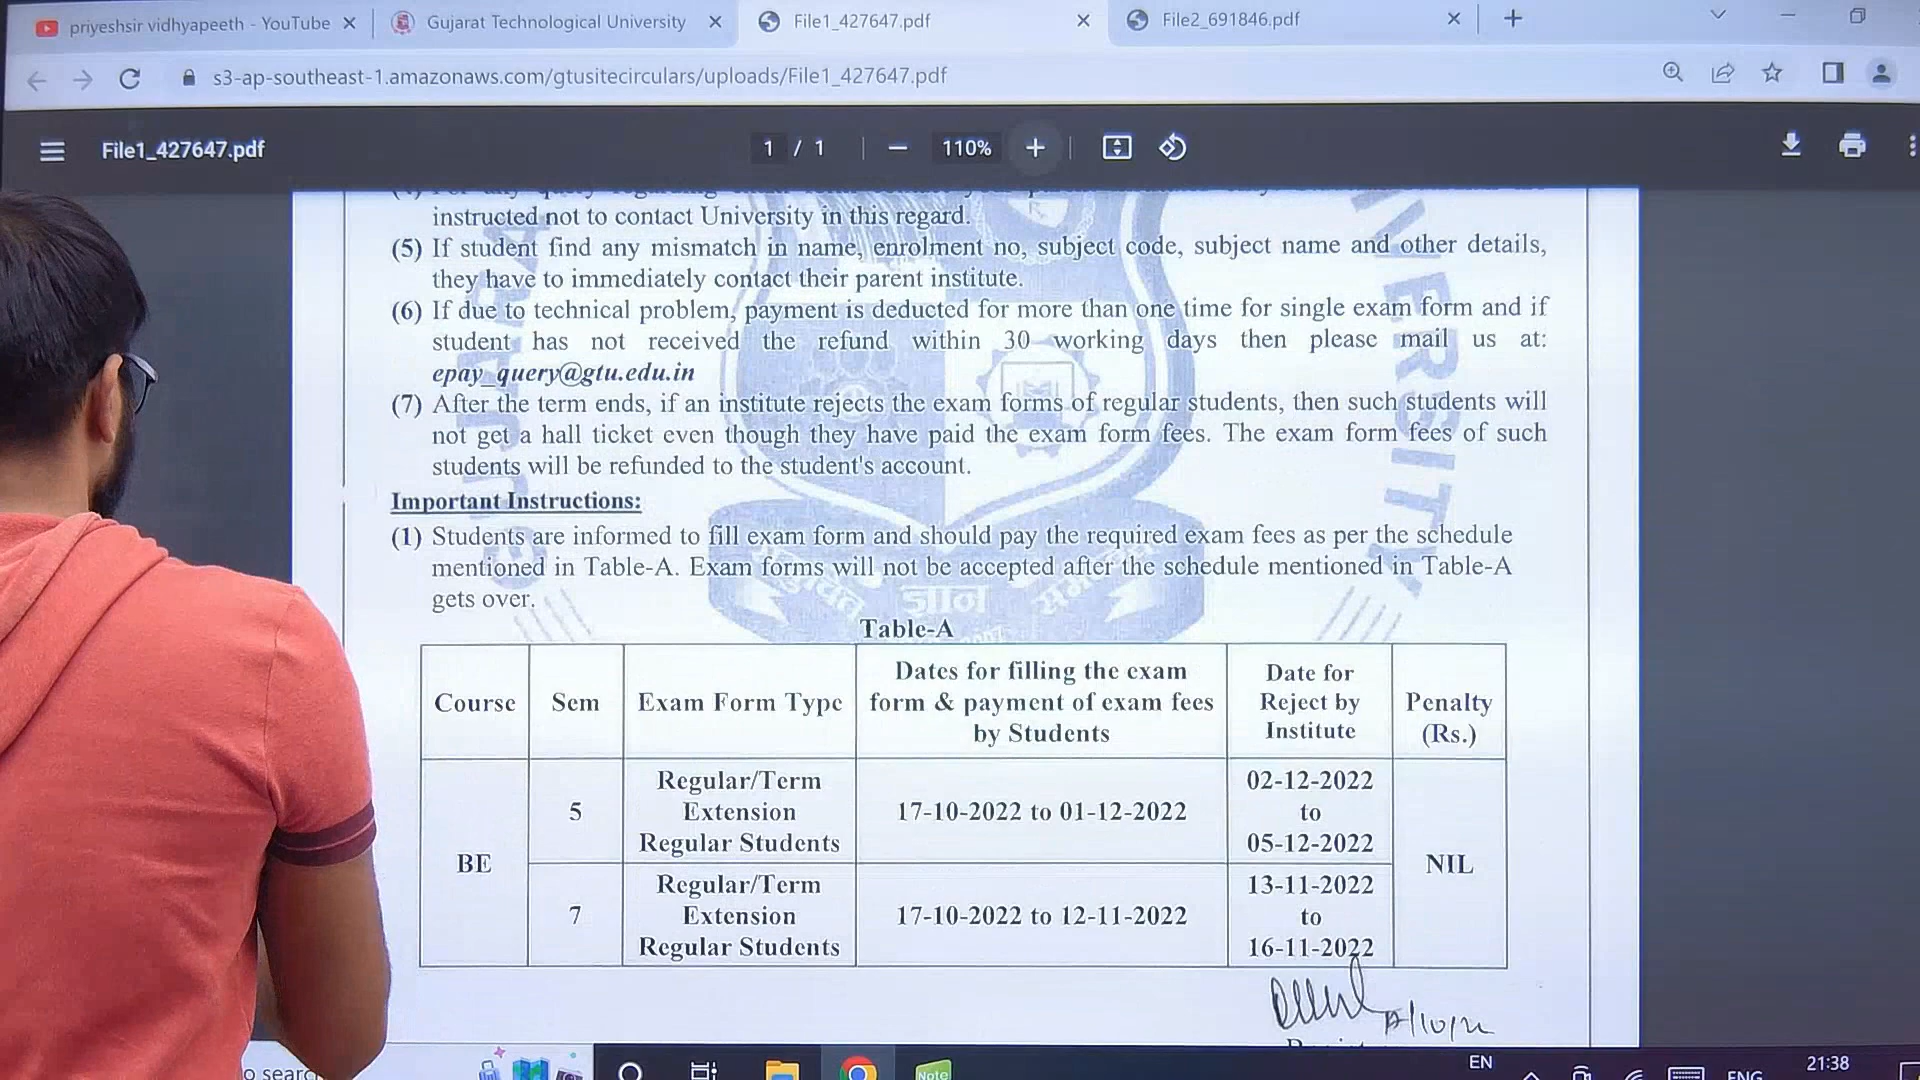 priyeshsir vidhyapeeth - YouTube
Gujarat Technological University
File1_427647.pdf
File2_691846.pdf
s3-ap-southeast-1.amazonaws.com/gtusitecirculars/uploads/File1_427647.pdf
File1_427647.pdf
1 / 1
110%
instructed not to contact University in this regard.
(5) If student find any mismatch in name, enrolment no, subject code, subject name and other details,
they have to immediately contact their parent institute.
(6) If due to technical problem, payment is deducted for more than one time for single exam form and if
student has not received the refund within 30 working days then please mail us at:
epay_query@gtu.edu.in
(7) After the term ends, if an institute rejects the exam forms of regular students, then such students will
not get a hall ticket even though they have paid the exam form fees. The exam form fees of such
students will be refunded to the student's account.
Important Instructions:
(1) Students are informed to fill exam form and should pay the required exam fees as per the schedule
mentioned in Table-A. Exam forms will not be accepted after the schedule mentioned in Table-A
gets over.
ज्ञान
Table-A
Course Sem Exam Form Type Dates for filling the exam form & payment of exam fees by Students Date for Reject by Institute Penalty (Rs.)
BE
5 Regular/Term Extension Regular Students 17-10-2022 to 01-12-2022 02-12-2022 to 05-12-2022
NIL
7 Regular/Term Extension Regular Students 17-10-2022 to 12-11-2022 13-11-2022 to 16-11-2022
Note
EN
ENG
21:38